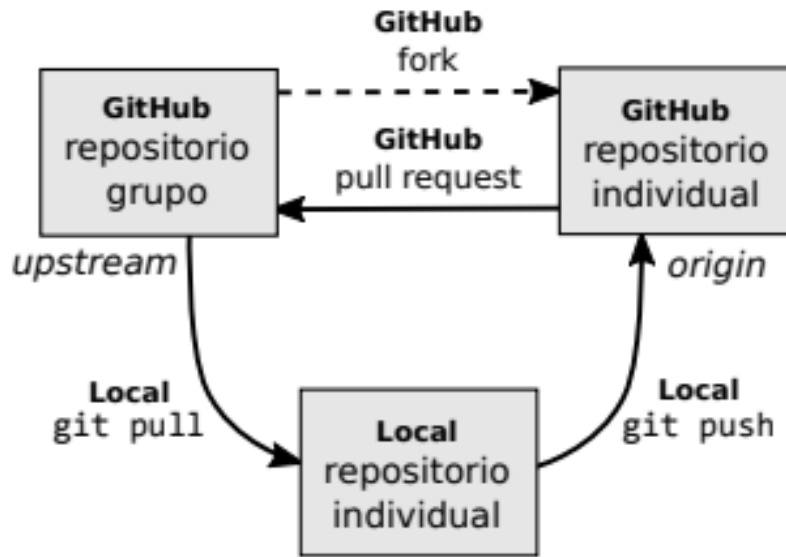 GitHub
fork
GitHub
repositorio
grupo
GitHub
pull request
GitHub
repositorio
individual
upstream
origin
Local
git pull
Local
repositorio
individual
Local
git push